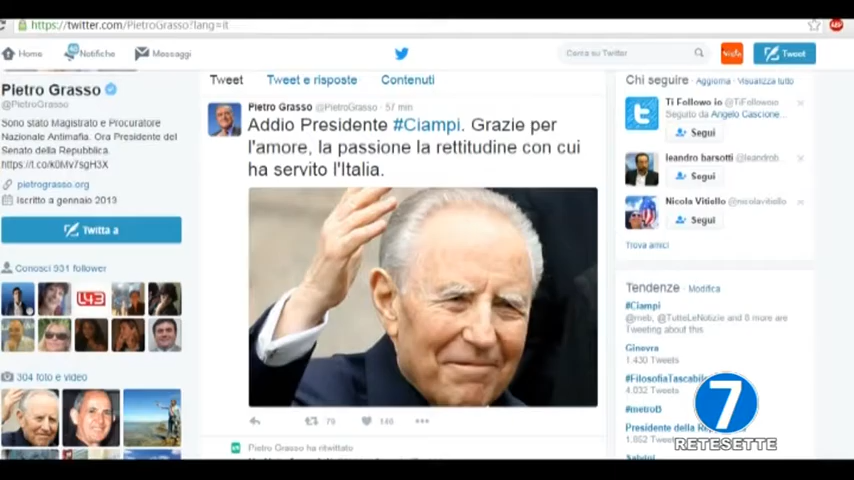 https://twitter.com/PietroGrasso?lang=it
Home
Notifiche
Messaggi
Cerca su Twitter
Tweet
Pietro Grasso
@PietroGrasso
Sono stato Magistrato e Procuratore
Nazionale Antimafia. Ora Presidente del
Senato della Repubblica.
https://t.co/k0Mv7sgH3X
pietrograsso.org
Iscritto a gennaio 2013
Twitta a
Conosci 931 follower
L43
304 foto e video
Tweet
Tweet e risposte
Contenuti
Pietro Grasso @PietroGrasso · 57 min
Addio Presidente #Ciampi. Grazie per
l'amore, la passione la rettitudine con cui
ha servito l'Italia.
79
146
Pietro Grasso ha ritwittato
Chi seguire · Aggiorna · Visualizza tutto
Ti Followo io @TiFollowoio
Seguito da Angelo Cascione...
Segui
leandro barsotti @leandrob
Segui
Nicola Vitiello @nicolavitiello
Segui
Trova amici
Tendenze · Modifica
#Ciampi
@meb, @TutteLeNotizie and 8 more are
Tweeting about this
Ginevra
1.430 Tweets
#FilosofiaTascabile
4.032 Tweets
#metroB
Presidente della
1.852 Tweets
Salvini
7
RETESETTE